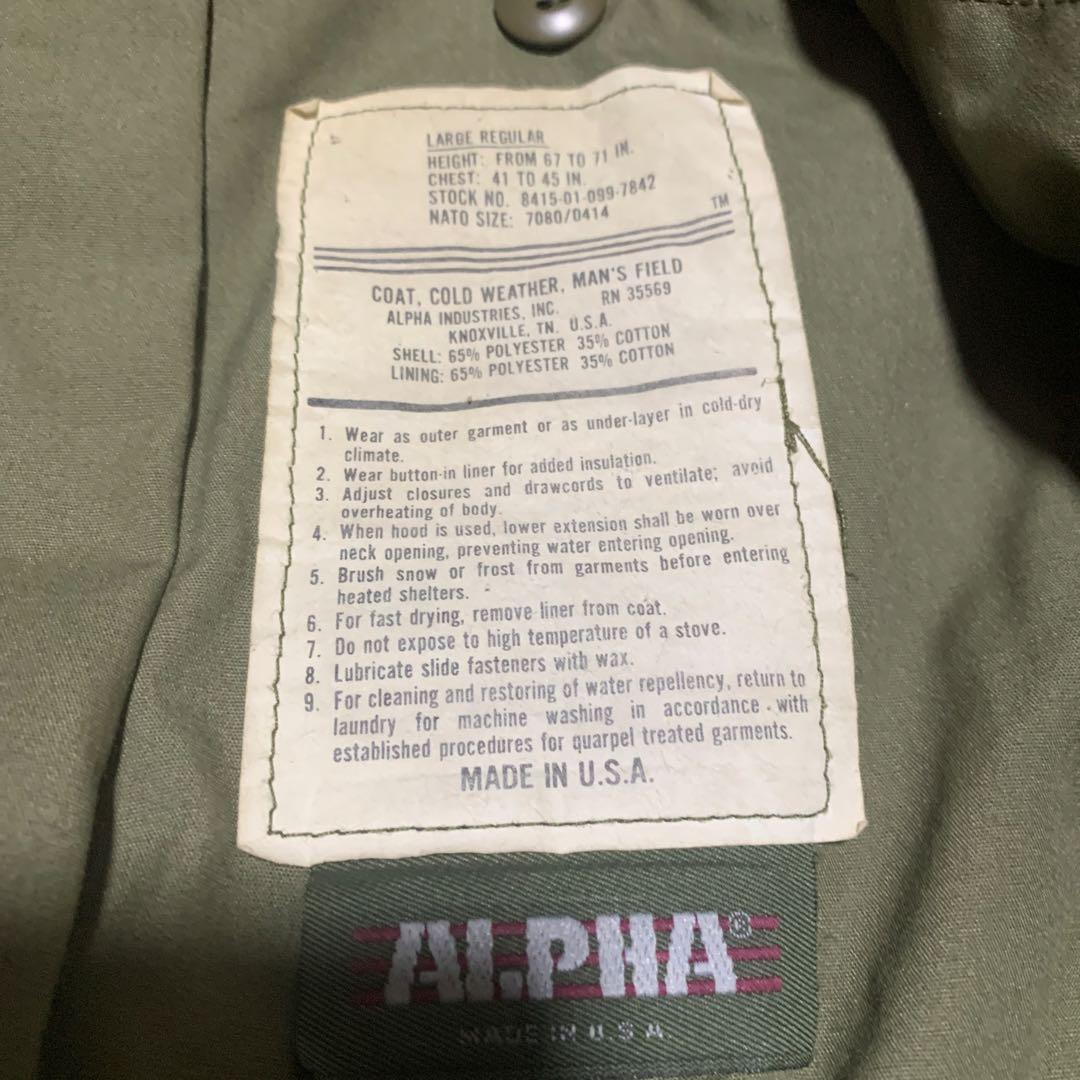 LARGE REGULAR
HEIGHT: FROM 67 TO 71 IN.
CHEST: 41 TO 45 IN.
STOCK NO. 8415-01-099-7842
NATO SIZE: 7080/0414
TM
COAT, COLD WEATHER, MAN'S FIELD
ALPHA INDUSTRIES, INC. RN 35569
KNOXVILLE, TN. U.S.A.
SHELL: 65% POLYESTER 35% COTTON
LINING: 65% POLYESTER 35% COTTON
1. Wear as outer garment or as under-layer in cold-dry
climate.
2. Wear button-in liner for added insulation.
3. Adjust closures and drawcords to ventilate; avoid
overheating of body.
4. When hood is used, lower extension shall be worn over
neck opening, preventing water entering opening.
5. Brush snow or frost from garments before entering
heated shelters.
6. For fast drying, remove liner from coat.
7. Do not expose to high temperature of a stove.
8. Lubricate slide fasteners with wax.
9. For cleaning and restoring of water repellency, return to
laundry for machine washing in accordance with
established procedures for quarpel treated garments.
MADE IN U.S.A.
ALPHA®
MADE IN U.S.A.